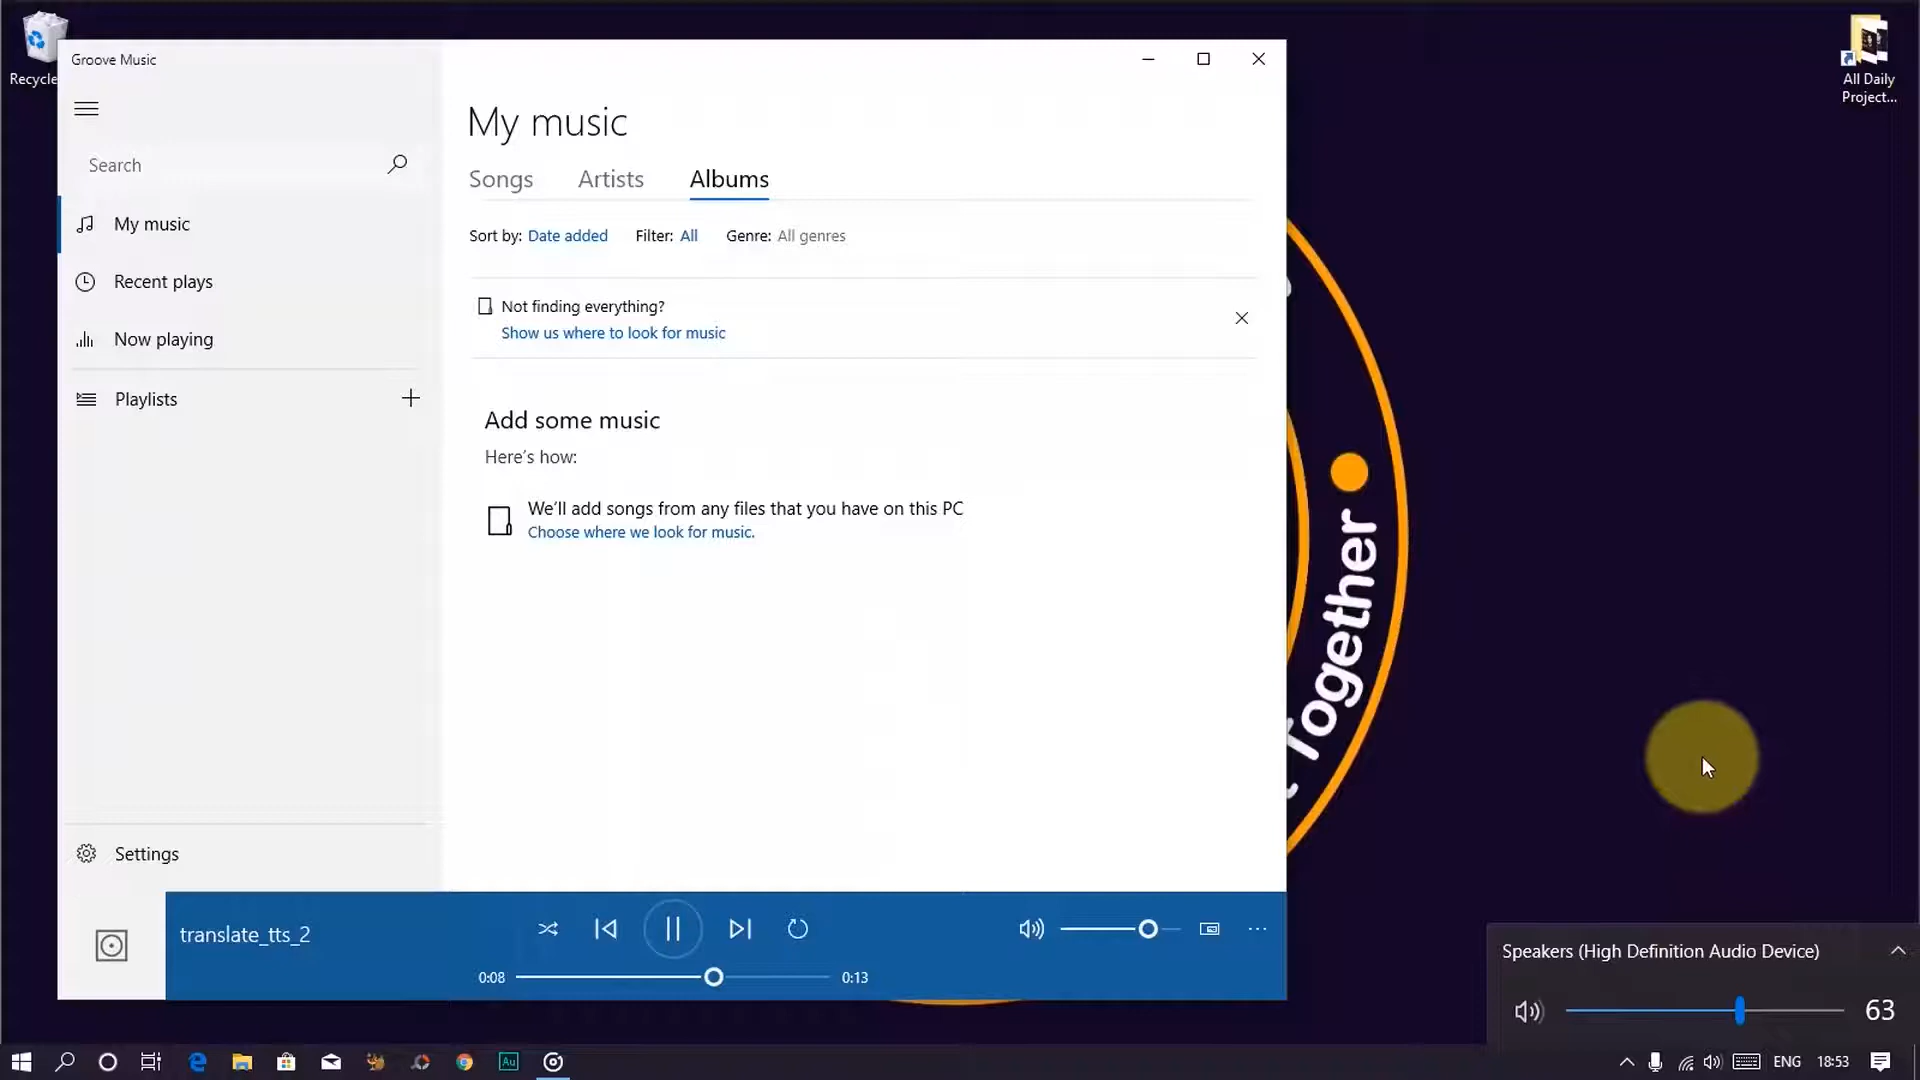 Recycle
Groove Music
Search
My music
Recent plays
Now playing
Playlists
Settings
My music
Songs Artists Albums
Sort by: Date added Filter: All Genre: All genres
Not finding everything?
Show us where to look for music
Add some music
Here's how:
We'll add songs from any files that you have on this PC
Choose where we look for music.
translate_tts_2
0:08 0:13
All Daily
Project...
Together
Speakers (High Definition Audio Device)
63
Au
ENG 18:53